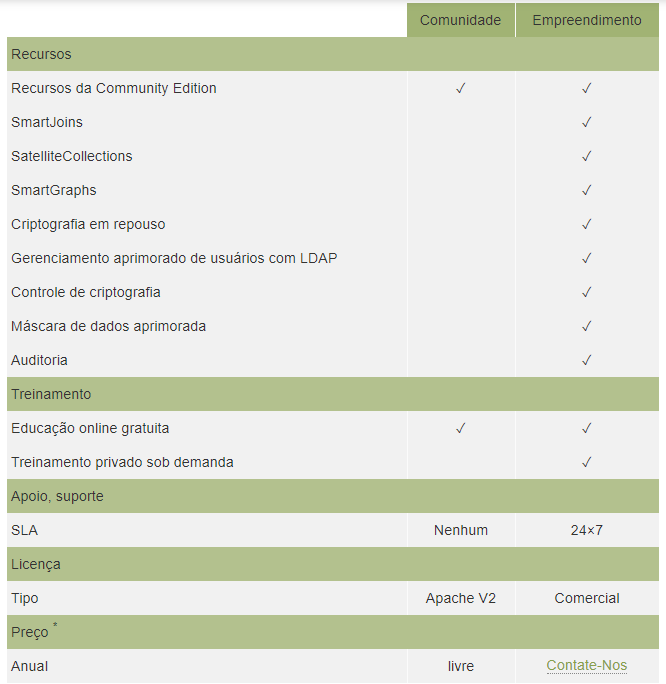 Comunidade Empreendimento
Recursos
Recursos da Community Edition ✓ ✓
SmartJoins ✓
SatelliteCollections ✓
SmartGraphs ✓
Criptografia em repouso ✓
Gerenciamento aprimorado de usuários com LDAP ✓
Controle de criptografia ✓
Máscara de dados aprimorada ✓
Auditoria ✓
Treinamento
Educação online gratuita ✓ ✓
Treinamento privado sob demanda ✓
Apoio, suporte
SLA Nenhum 24×7
Licença
Tipo Apache V2 Comercial
Preço *
Anual livre Contate-Nos